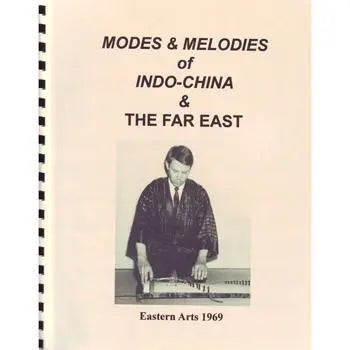 MODES & MELODIES
of
INDO-CHINA
&
THE FAR EAST
Eastern Arts 1969